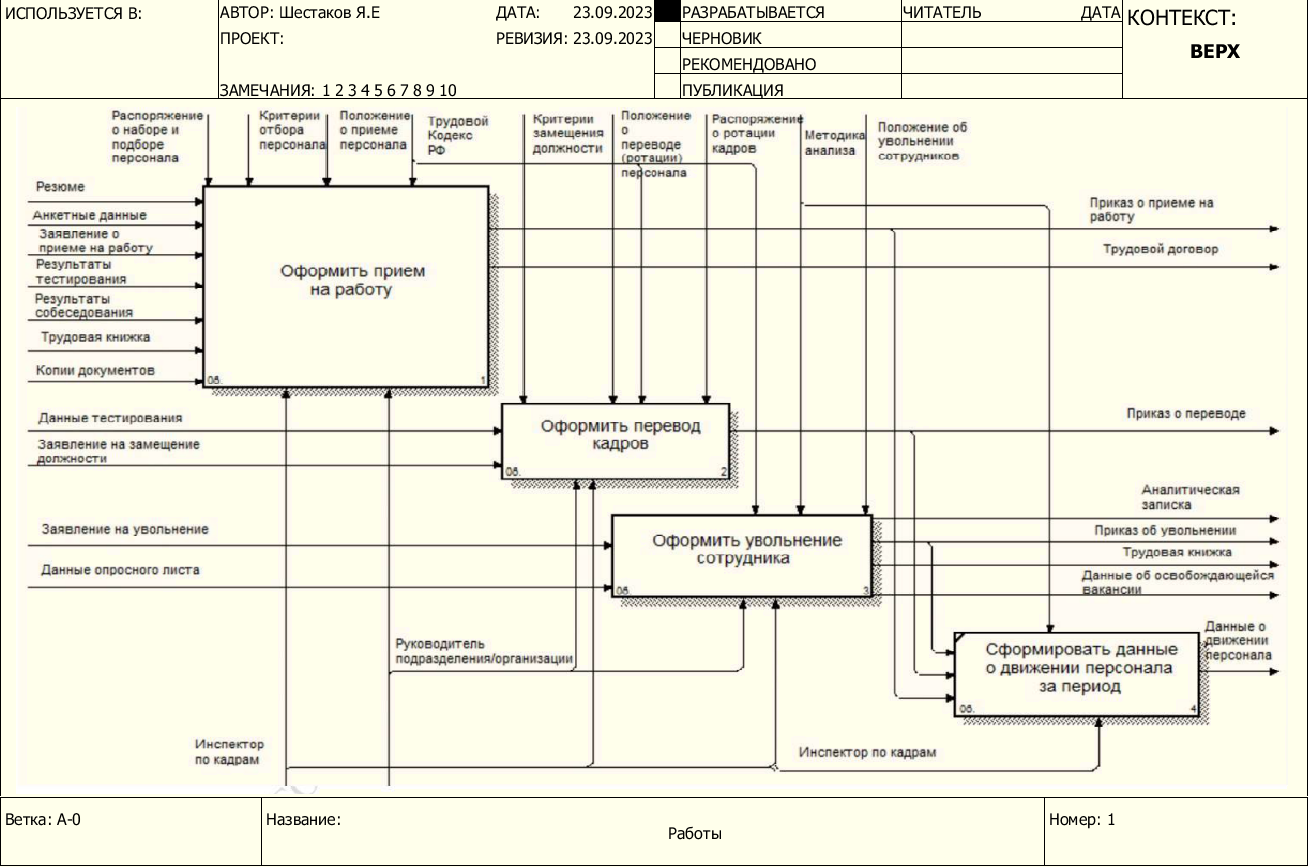 ИСПОЛЬЗУЕТСЯ В:
АВТОР: Шестаков Я.Е
ДАТА: 23.09.2023
ПРОЕКТ:
РЕВИЗИЯ: 23.09.2023
ЗАМЕЧАНИЯ: 1 2 3 4 5 6 7 8 9 10
РАЗРАБАТЫВАЕТСЯ
ЧЕРНОВИК
РЕКОМЕНДОВАНО
ПУБЛИКАЦИЯ
ЧИТАТЕЛЬ
ДАТА
КОНТЕКСТ:
ВЕРХ
Распоряжение
о наборе и
подборе
персонала
Критерии
отбора
персонала
Положение
о приеме
персонала
Трудовой
Кодекс
РФ
Критерии
замещения
должности
Положение
о
переводе
(ротации)
персонала
Распоряжение
о ротации
кадров
Методика
анализа
Положение об
увольнении
сотрудников
Резюме
Анкетные данные
Заявление о
приеме на работу
Результаты
тестирования
Результаты
собеседования
Трудовая книжка
Копии документов
Оформить прием
на работу
0б.
1
Приказ о приеме на
работу
Трудовой договор
Данные тестирования
Заявление на замещение
должности
Оформить перевод
кадров
0б.
2
Приказ о переводе
Заявление на увольнение
Данные опросного листа
Оформить увольнение
сотрудника
0б.
3
Аналитическая
записка
Приказ об увольнении
Трудовая книжка
Данные об освобождающейся
вакансии
Руководитель
подразделения/организации
Сформировать данные
о движении персонала
за период
0б.
4
Данные о
движении
персонала
Инспектор
по кадрам
Инспектор по кадрам
Ветка: A-0
Название:
Работы
Номер: 1